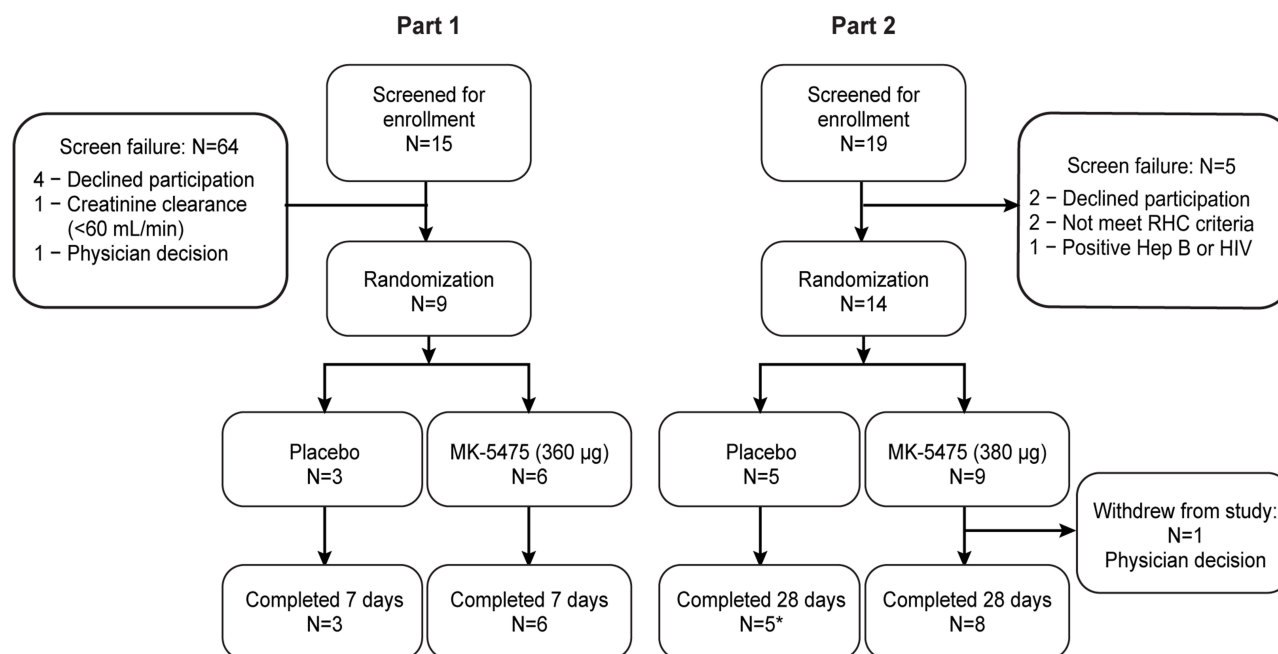 Part 1
Screened for
enrollment
N=15
Screen failure: N=64
4 – Declined participation
1 – Creatinine clearance
(<60 mL/min)
1 – Physician decision
Randomization
N=9
Placebo
N=3
MK-5475 (360 μg)
N=6
Completed 7 days
N=3
Completed 7 days
N=6
Part 2
Screened for
enrollment
N=19
Screen failure: N=5
2 – Declined participation
2 – Not meet RHC criteria
1 – Positive Hep B or HIV
Randomization
N=14
Placebo
N=5
MK-5475 (380 μg)
N=9
Withdrew from study:
N=1
Physician decision
Completed 28 days
N=5*
Completed 28 days
N=8